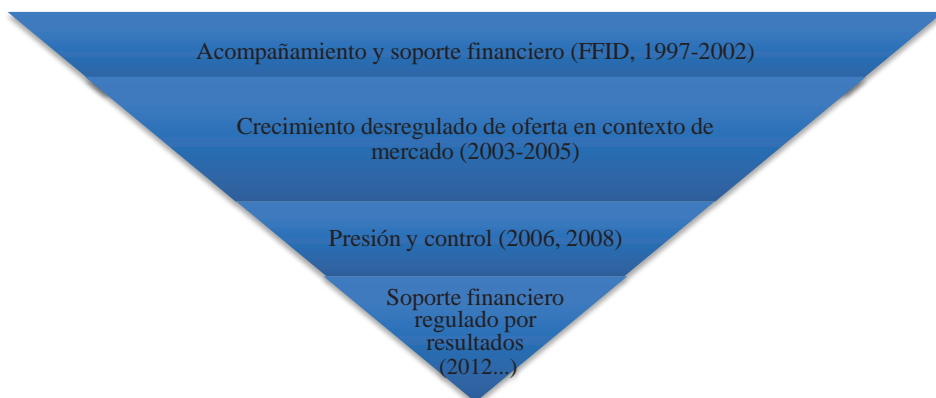 Acompañamiento y soporte financiero (FFID, 1997-2002)
Crecimiento desregulado de oferta en contexto de
mercado (2003-2005)
Presión y control (2006, 2008)
Soporte financiero
regulado por
resultados
(2012...)